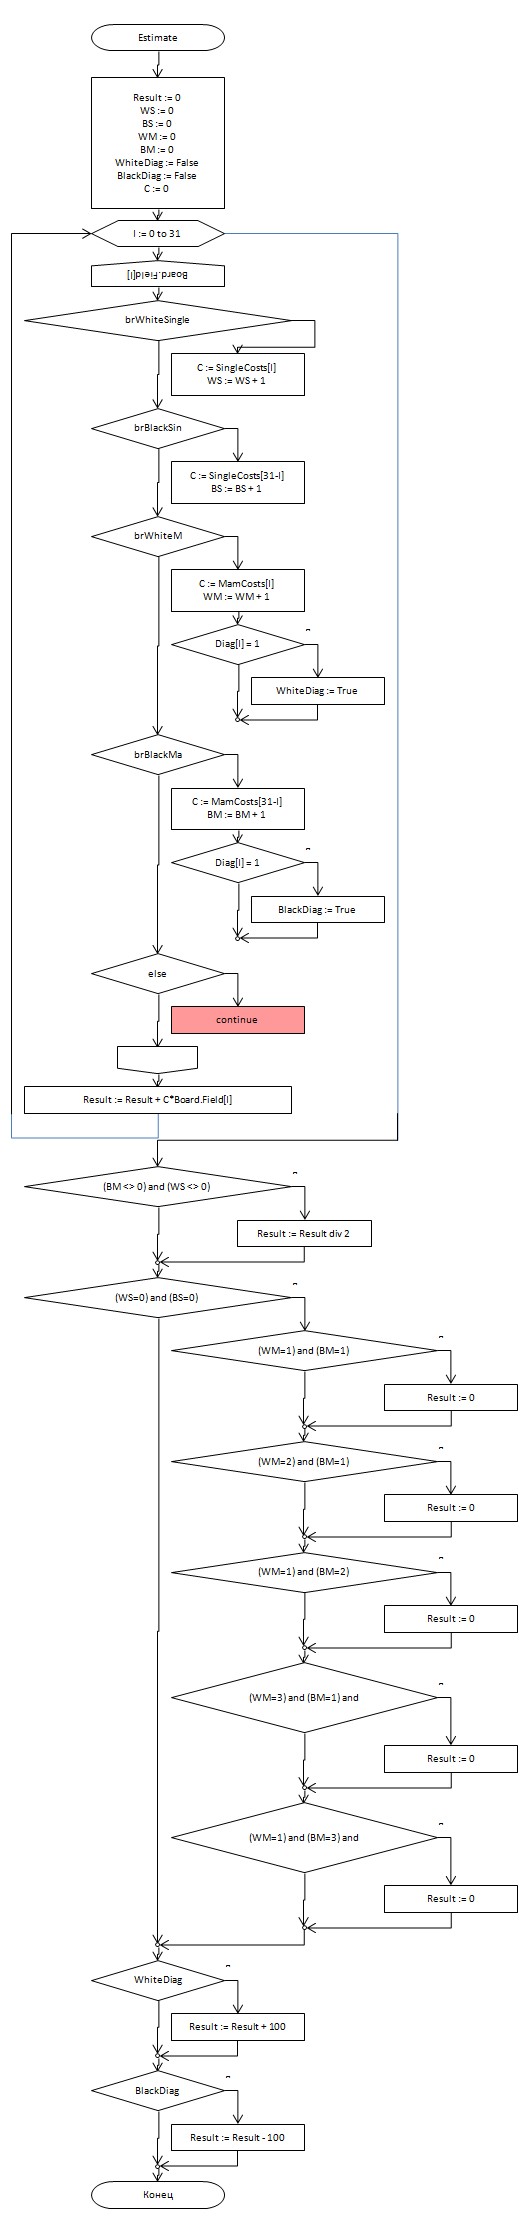 Estimate
Result := 0
WS := 0
BS := 0
WM := 0
BM := 0
WhiteDiag := False
BlackDiag := False
C := 0
I := 0 to 31
Board.Field[I]
brWhiteSingle
C := SingleCosts[I]
WS := WS + 1
brBlackSin
C := SingleCosts[31-I]
BS := BS + 1
brWhiteM
C := MamCosts[I]
WM := WM + 1
Diag[I] = 1
WhiteDiag := True
brBlackMa
C := MamCosts[31-I]
BM := BM + 1
Diag[I] = 1
BlackDiag := True
else
continue
Result := Result + C*Board.Field[I]
(BM <> 0) and (WS <> 0)
Result := Result div 2
(WS=0) and (BS=0)
(WM=1) and (BM=1)
Result := 0
(WM=2) and (BM=1)
Result := 0
(WM=1) and (BM=2)
Result := 0
(WM=3) and (BM=1) and
Result := 0
(WM=1) and (BM=3) and
Result := 0
WhiteDiag
Result := Result + 100
BlackDiag
Result := Result - 100
Конец